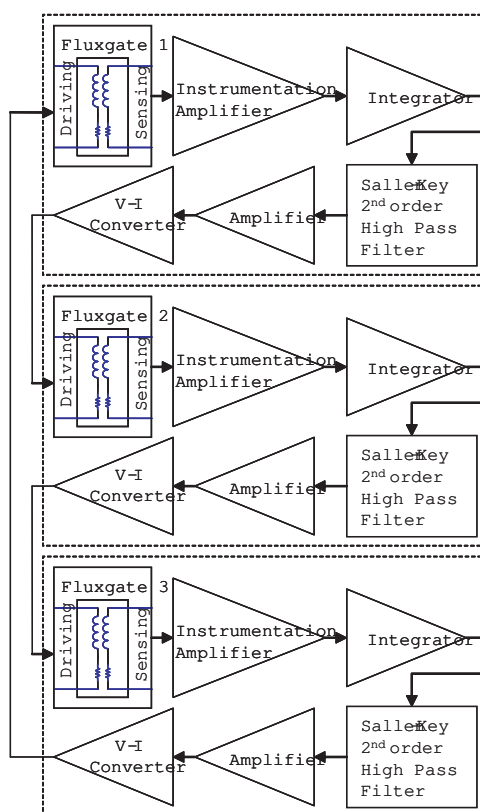 Fluxgate 1
Driving
Sensing
Instrumentation
Amplifier
Integrator
V-I
Converter
Amplifier
Sallen-Key
2nd order
High Pass
Filter
Fluxgate 2
Driving
Sensing
Instrumentation
Amplifier
Integrator
V-I
Converter
Amplifier
Sallen-Key
2nd order
High Pass
Filter
Fluxgate 3
Driving
Sensing
Instrumentation
Amplifier
Integrator
V-I
Converter
Amplifier
Sallen-Key
2nd order
High Pass
Filter